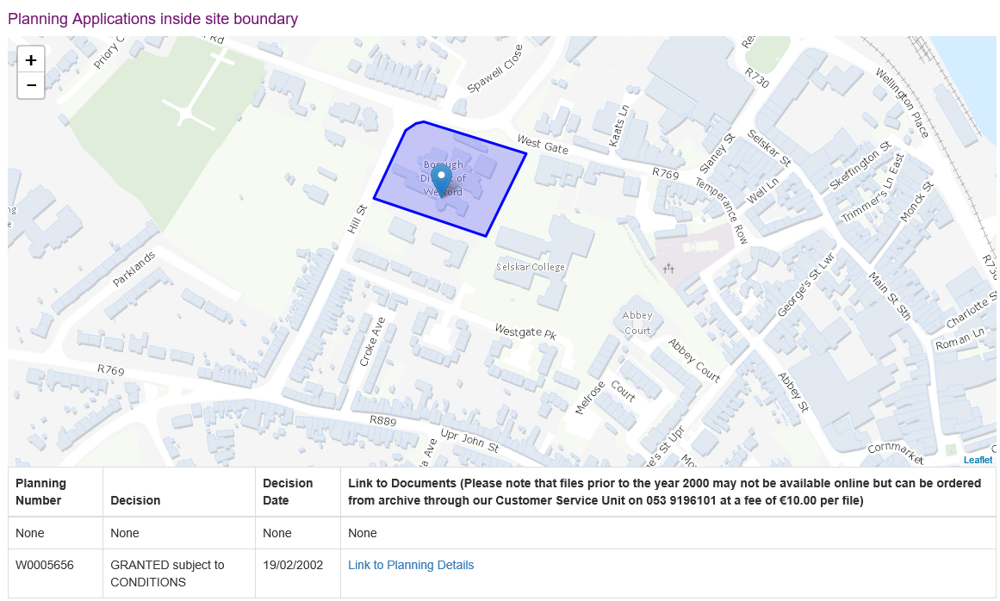 Planning Applications inside site boundary
+
−
Priory C
Rd
Spawell Close
R730
Wellington Place
Kaats Ln
West Gate
Slaney St
Selskar St
Skeffington St
Trimmer's Ln East
Monck St
R769
Temperance Row
Well Ln
Borough
District of
Wexford
Hill St
Selskar College
Parklands
George's St Lwr
Main St Sth
R730
Charlotte S
Roman Ln
Abbey
Court
Westgate Pk
Croke Ave
Abbey Court
R769
Melrose
Court
Abbey St
R889
Upr John St
ia Ave
e's St Upr
Cornmarket
Leaflet
Planning
Number
Decision
Decision
Date
Link to Documents (Please note that files prior to the year 2000 may not be available online but can be ordered
from archive through our Customer Service Unit on 053 9196101 at a fee of €10.00 per file)
None
None
None
None
W0005656
GRANTED subject to
CONDITIONS
19/02/2002
Link to Planning Details